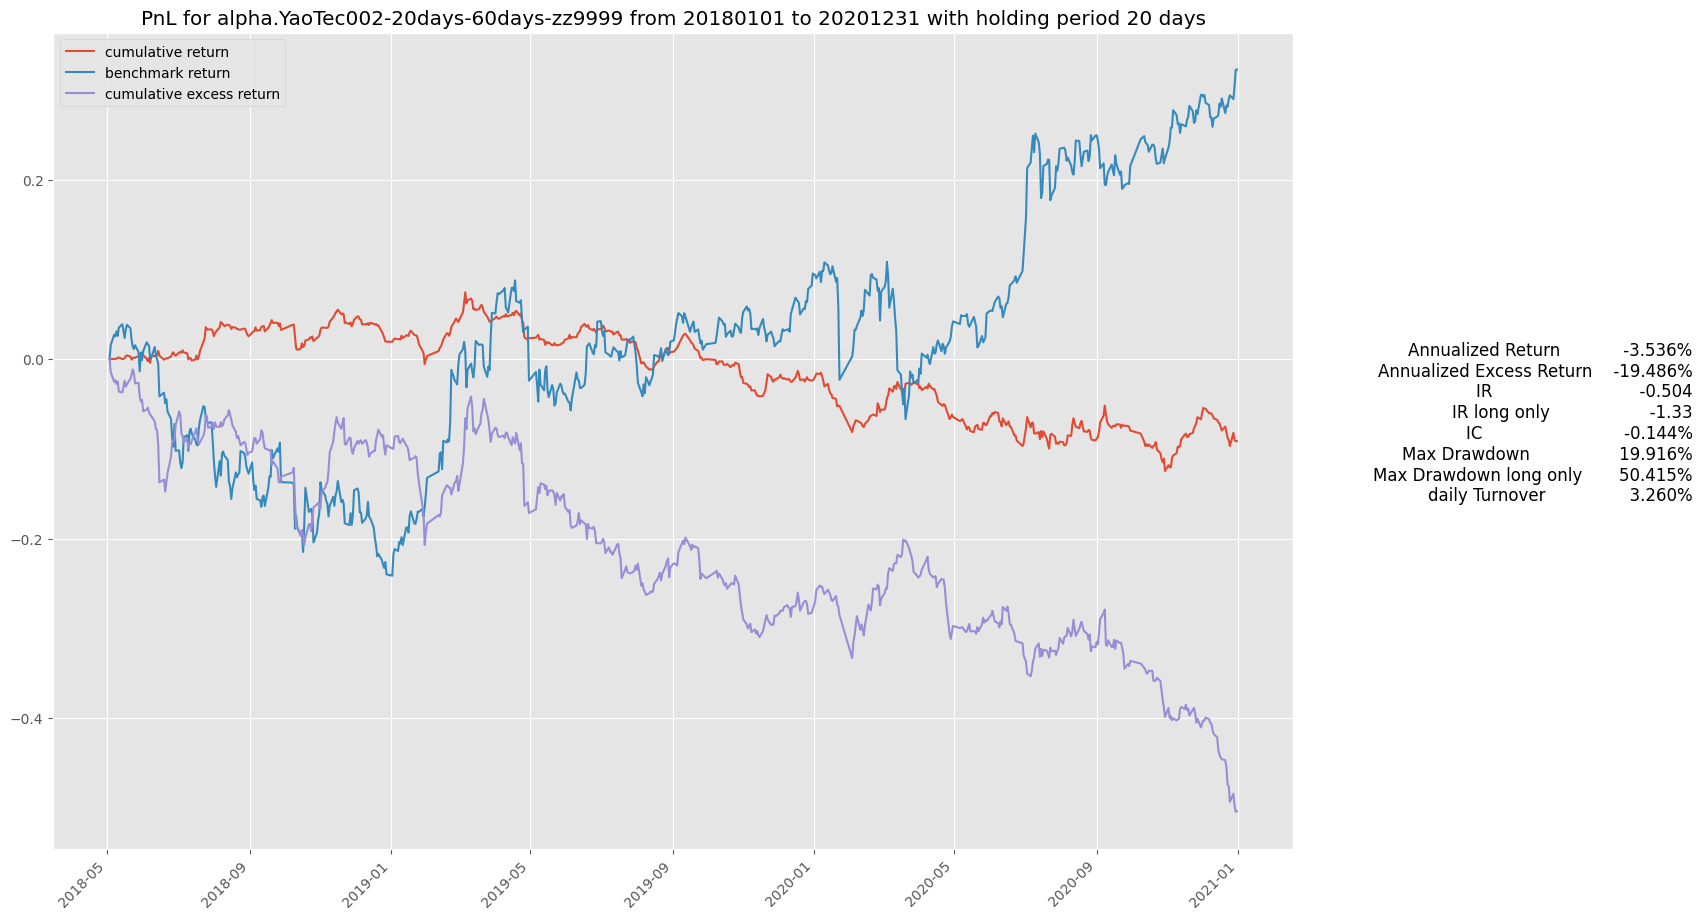 PnL for alpha.YaoTec002-20days-60days-zz9999 from 20180101 to 20201231 with holding period 20 days
cumulative return
benchmark return
cumulative excess return
0.2
0.0
−0.2
−0.4
2018-05
2018-09
2019-01
2019-05
2019-09
2020-01
2020-05
2020-09
2021-01
Annualized Return -3.536%
Annualized Excess Return -19.486%
IR -0.504
IR long only -1.33
IC -0.144%
Max Drawdown 19.916%
Max Drawdown long only 50.415%
daily Turnover 3.260%